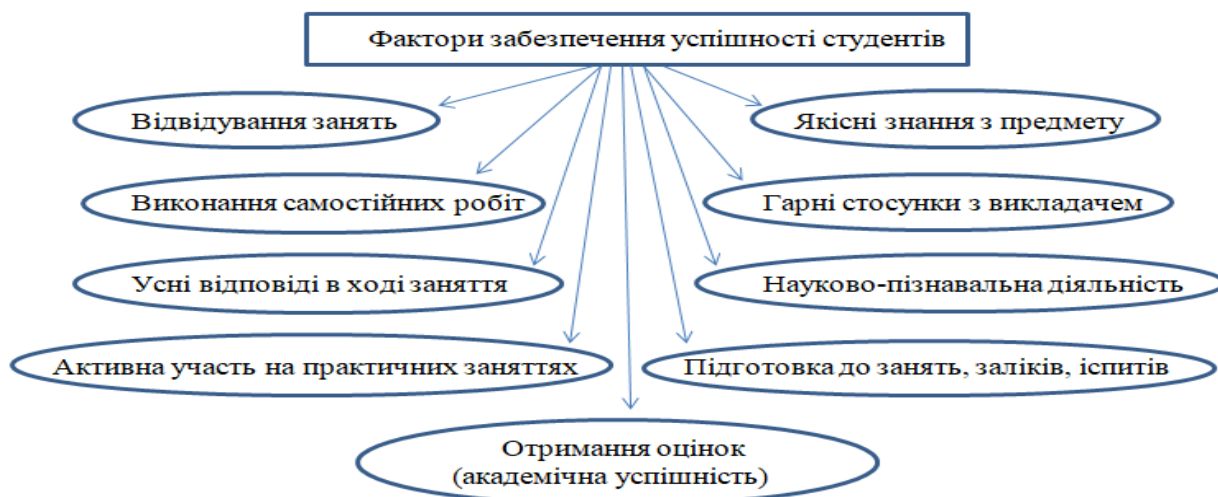 Фактори забезпечення успішності студентів
Відвідування занять
Якісні знання з предмету
Виконання самостійних робіт
Гарні стосунки з викладачем
Усні відповіді в ході заняття
Науково-пізнавальна діяльність
Активна участь на практичних заняттях
Підготовка до занять, заліків, іспитів
Отримання оцінок
(академічна успішність)